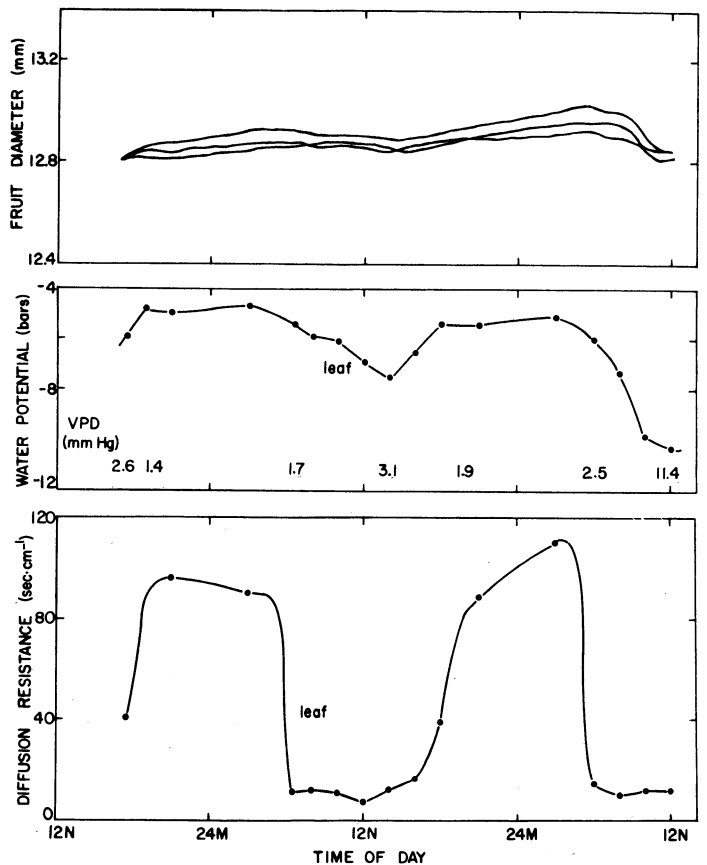 FRUIT DIAMETER (mm)
13.2
12.8
12.4
WATER POTENTIAL (bars)
-4
-8
-12
leaf
VPD
(mm Hg)
2.6 1.4 1.7 3.1 1.9 2.5 11.4
DIFFUSION RESISTANCE (sec·cm⁻¹)
120
80
40
0
leaf
12N 24M 12N 24M 12N
TIME OF DAY